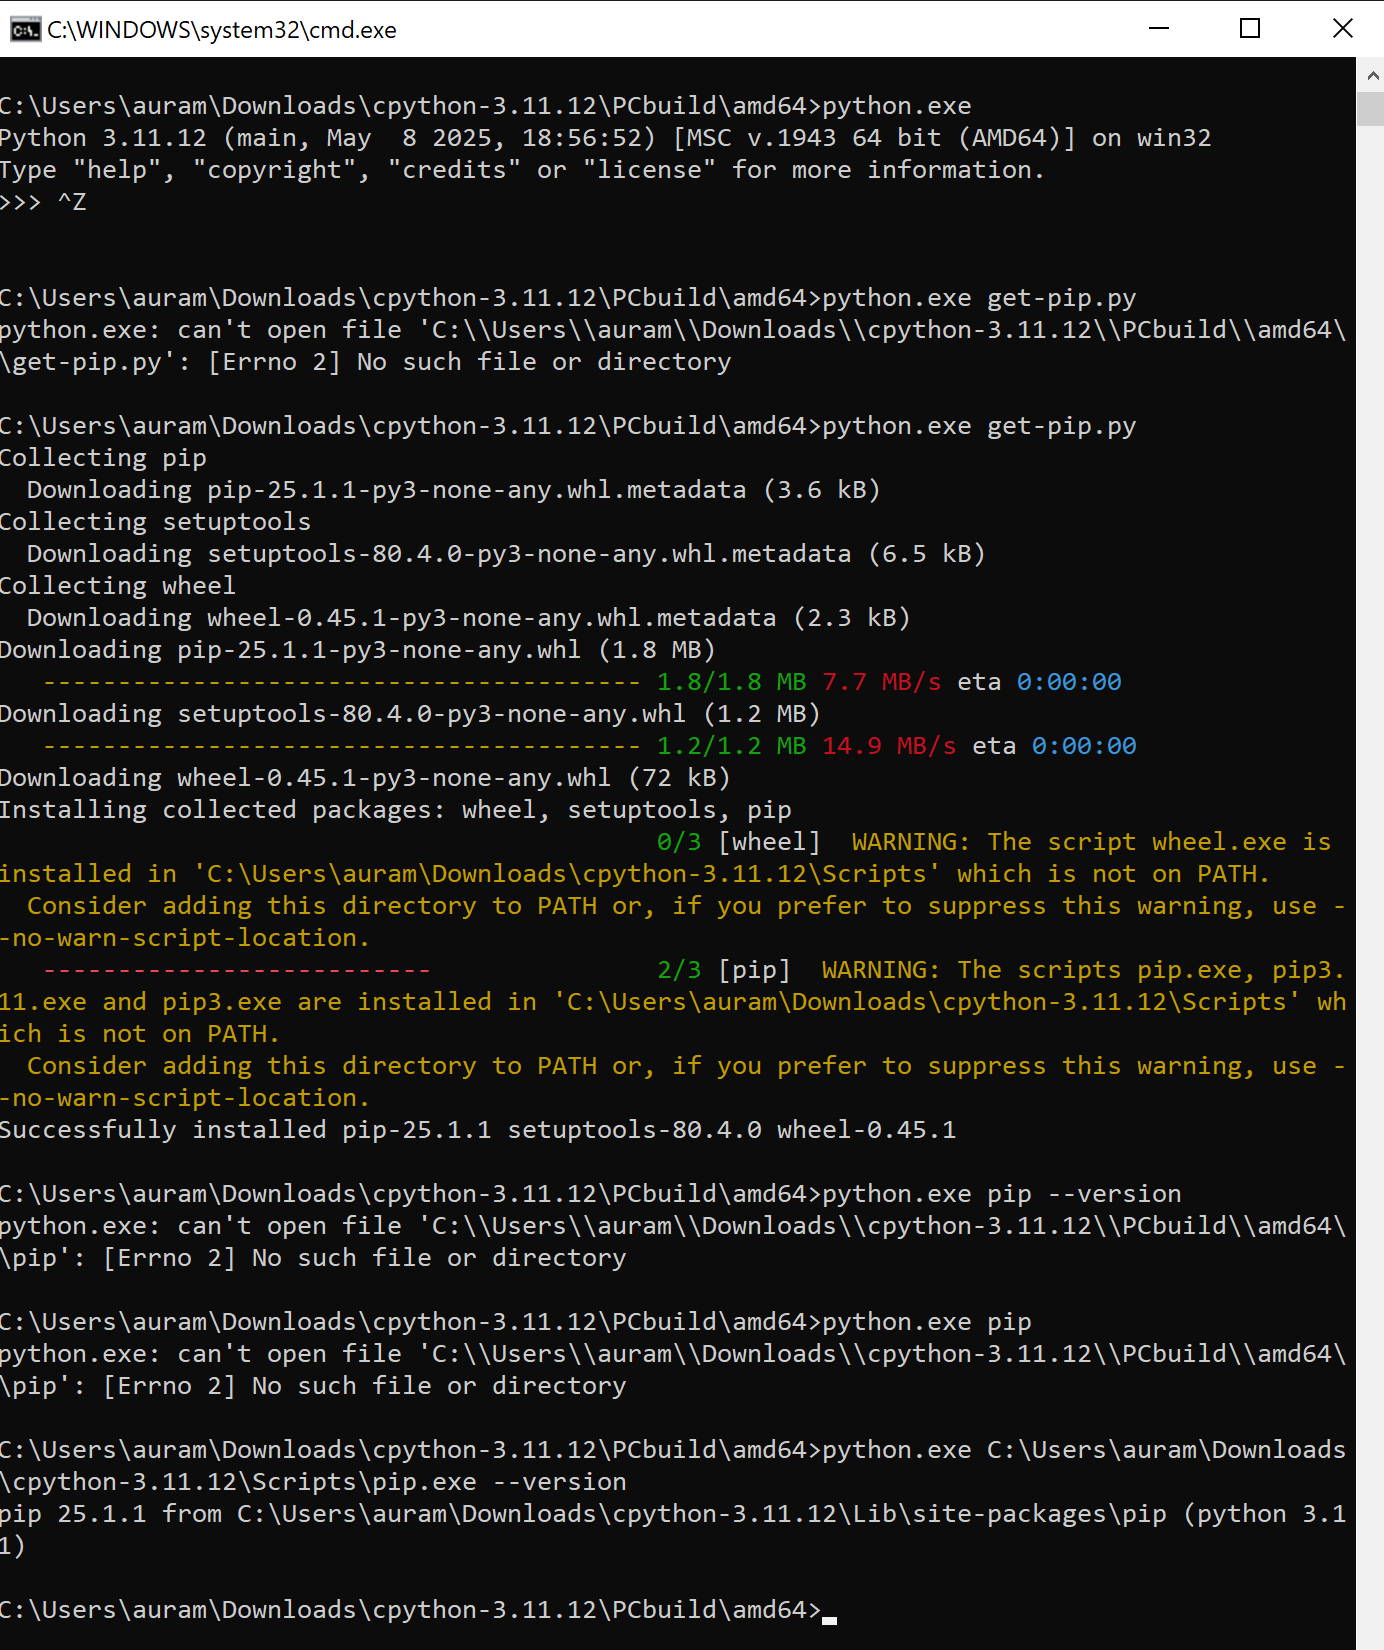 C:\WINDOWS\system32\cmd.exe
C:\Users\auram\Downloads\cpython-3.11.12\PCbuild\amd64>python.exe
Python 3.11.12 (main, May  8 2025, 18:56:52) [MSC v.1943 64 bit (AMD64)] on win32
Type "help", "copyright", "credits" or "license" for more information.
>>> ^Z
C:\Users\auram\Downloads\cpython-3.11.12\PCbuild\amd64>python.exe get-pip.py
python.exe: can't open file 'C:\\Users\\auram\\Downloads\\cpython-3.11.12\\PCbuild\\amd64\
\get-pip.py': [Errno 2] No such file or directory
C:\Users\auram\Downloads\cpython-3.11.12\PCbuild\amd64>python.exe get-pip.py
Collecting pip
  Downloading pip-25.1.1-py3-none-any.whl.metadata (3.6 kB)
Collecting setuptools
  Downloading setuptools-80.4.0-py3-none-any.whl.metadata (6.5 kB)
Collecting wheel
  Downloading wheel-0.45.1-py3-none-any.whl.metadata (2.3 kB)
Downloading pip-25.1.1-py3-none-any.whl (1.8 MB)
   ---------------------------------------- 1.8/1.8 MB 7.7 MB/s eta 0:00:00
Downloading setuptools-80.4.0-py3-none-any.whl (1.2 MB)
   ---------------------------------------- 1.2/1.2 MB 14.9 MB/s eta 0:00:00
Downloading wheel-0.45.1-py3-none-any.whl (72 kB)
Installing collected packages: wheel, setuptools, pip
                                            0/3 [wheel]  WARNING: The script wheel.exe is
installed in 'C:\Users\auram\Downloads\cpython-3.11.12\Scripts' which is not on PATH.
  Consider adding this directory to PATH or, if you prefer to suppress this warning, use -
-no-warn-script-location.
   --------------------------               2/3 [pip]  WARNING: The scripts pip.exe, pip3.
11.exe and pip3.exe are installed in 'C:\Users\auram\Downloads\cpython-3.11.12\Scripts' wh
ich is not on PATH.
  Consider adding this directory to PATH or, if you prefer to suppress this warning, use -
-no-warn-script-location.
Successfully installed pip-25.1.1 setuptools-80.4.0 wheel-0.45.1
C:\Users\auram\Downloads\cpython-3.11.12\PCbuild\amd64>python.exe pip --version
python.exe: can't open file 'C:\\Users\\auram\\Downloads\\cpython-3.11.12\\PCbuild\\amd64\
\pip': [Errno 2] No such file or directory
C:\Users\auram\Downloads\cpython-3.11.12\PCbuild\amd64>python.exe pip
python.exe: can't open file 'C:\\Users\\auram\\Downloads\\cpython-3.11.12\\PCbuild\\amd64\
\pip': [Errno 2] No such file or directory
C:\Users\auram\Downloads\cpython-3.11.12\PCbuild\amd64>python.exe C:\Users\auram\Downloads
\cpython-3.11.12\Scripts\pip.exe --version
pip 25.1.1 from C:\Users\auram\Downloads\cpython-3.11.12\Lib\site-packages\pip (python 3.1
1)
C:\Users\auram\Downloads\cpython-3.11.12\PCbuild\amd64>